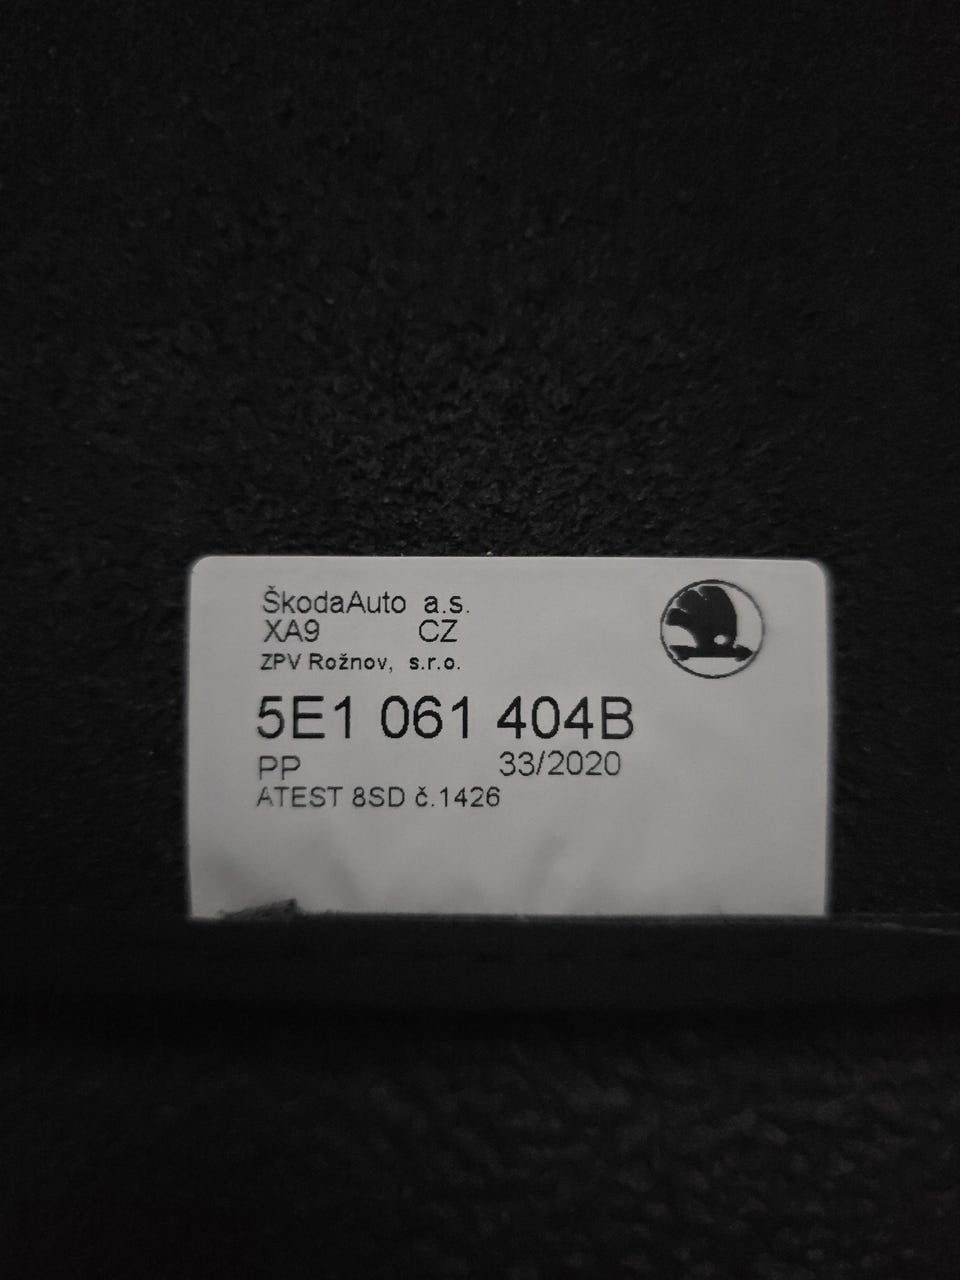 ŠkodaAuto a.s.
XA9 CZ
ZPV Rožnov, s.r.o.
5E1 061 404B
PP 33/2020
ATEST 8SD č.1426